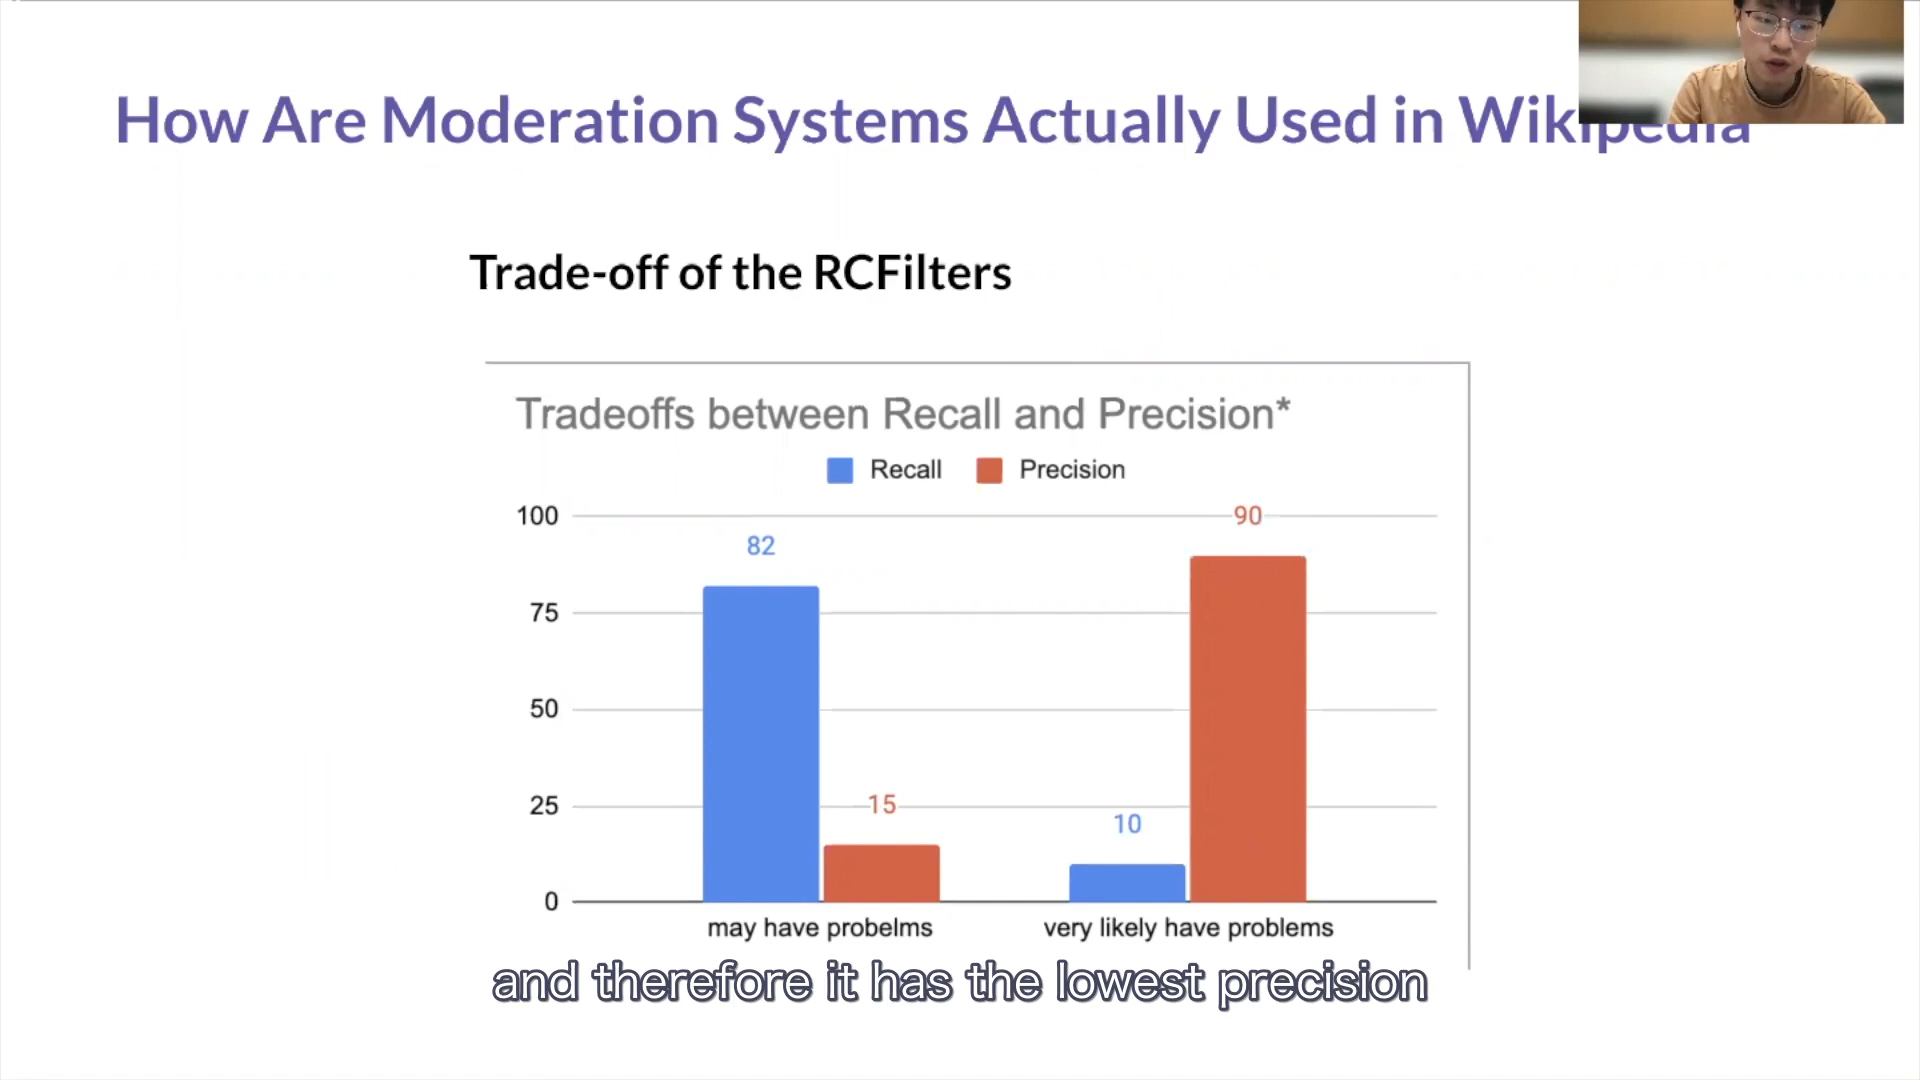 How Are Moderation Systems Actually Used in Wikipedia
Trade-off of the RCFilters
Tradeoffs between Recall and Precision*
Recall Precision
100
90
82
75
50
25
15
10
0
may have probelms very likely have problems
and therefore it has the lowest precision